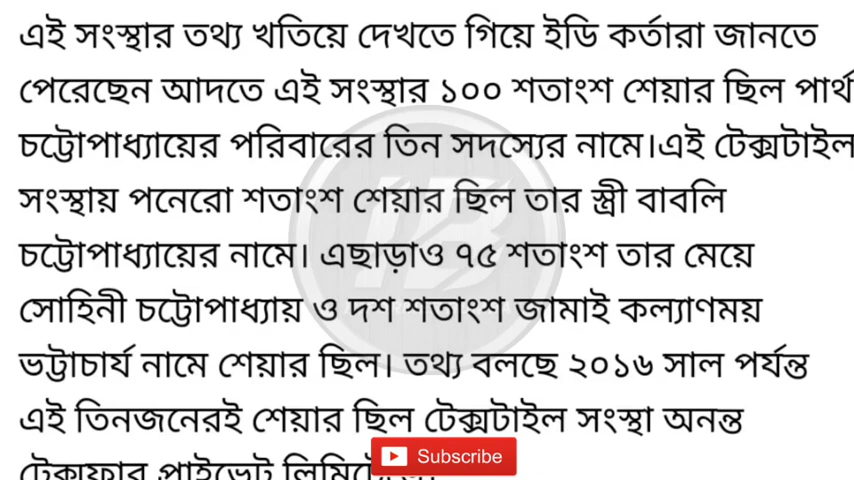 এই সংস্থার তথ্য খতিয়ে দেখতে গিয়ে ইডি কর্তারা জানতে
পেরেছেন আদতে এই সংস্থার ১০০ শতাংশ শেয়ার ছিল পার্থ
চট্টোপাধ্যায়ের পরিবারের তিন সদস্যের নামে।এই টেক্সটাইল
সংস্থায় পনেরো শতাংশ শেয়ার ছিল তার স্ত্রী বাবলি
চট্টোপাধ্যায়ের নামে। এছাড়াও ৭৫ শতাংশ তার মেয়ে
সোহিনী চট্টোপাধ্যায় ও দশ শতাংশ জামাই কল্যাণময়
ভট্টাচার্য নামে শেয়ার ছিল। তথ্য বলছে ২০১৬ সাল পর্যন্ত
এই তিনজনেরই শেয়ার ছিল টেক্সটাইল সংস্থা অনন্ত
প্রাইভেট
Subscribe